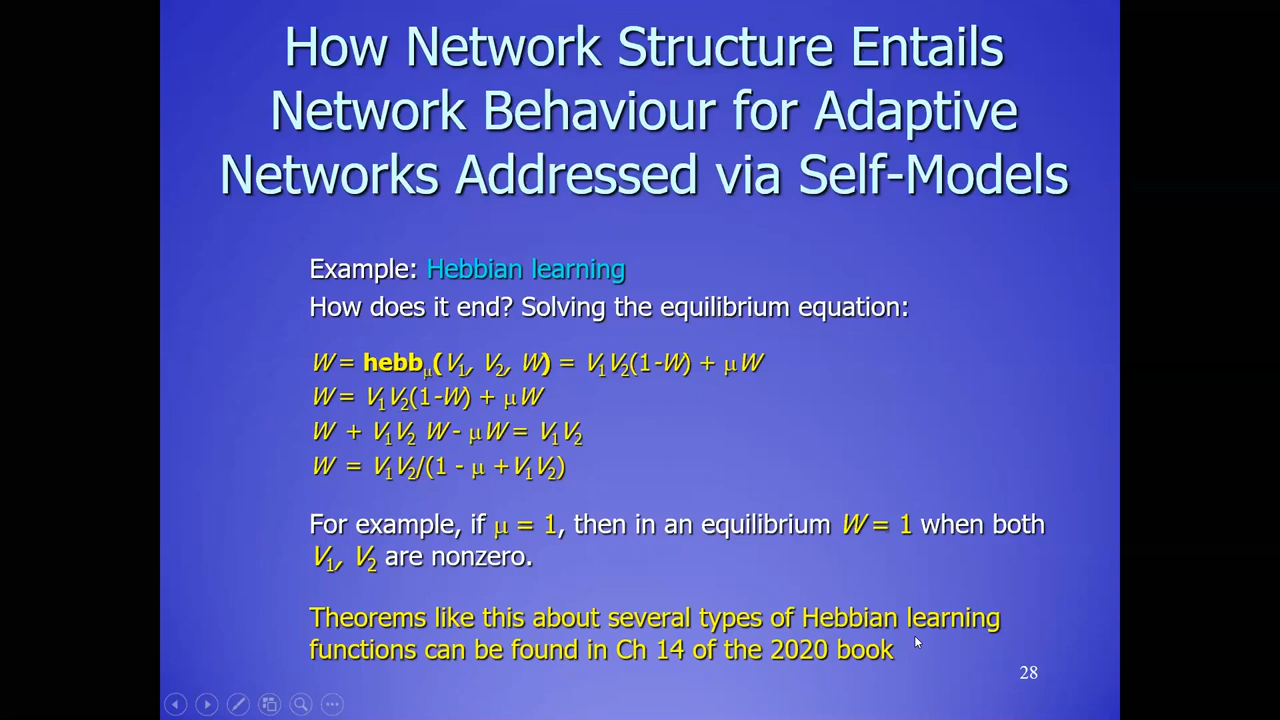 How Network Structure Entails
Network Behaviour for Adaptive
Networks Addressed via Self-Models
Example: Hebbian learning
How does it end? Solving the equilibrium equation:
W = hebb_μ(V₁, V₂, W) = V₁V₂(1-W) + μW
W = V₁V₂(1-W) + μW
W + V₁V₂ W - μW = V₁V₂
W = V₁V₂/(1 - μ +V₁V₂)
For example, if μ = 1, then in an equilibrium W = 1 when both
V₁, V₂ are nonzero.
Theorems like this about several types of Hebbian learning
functions can be found in Ch 14 of the 2020 book
28